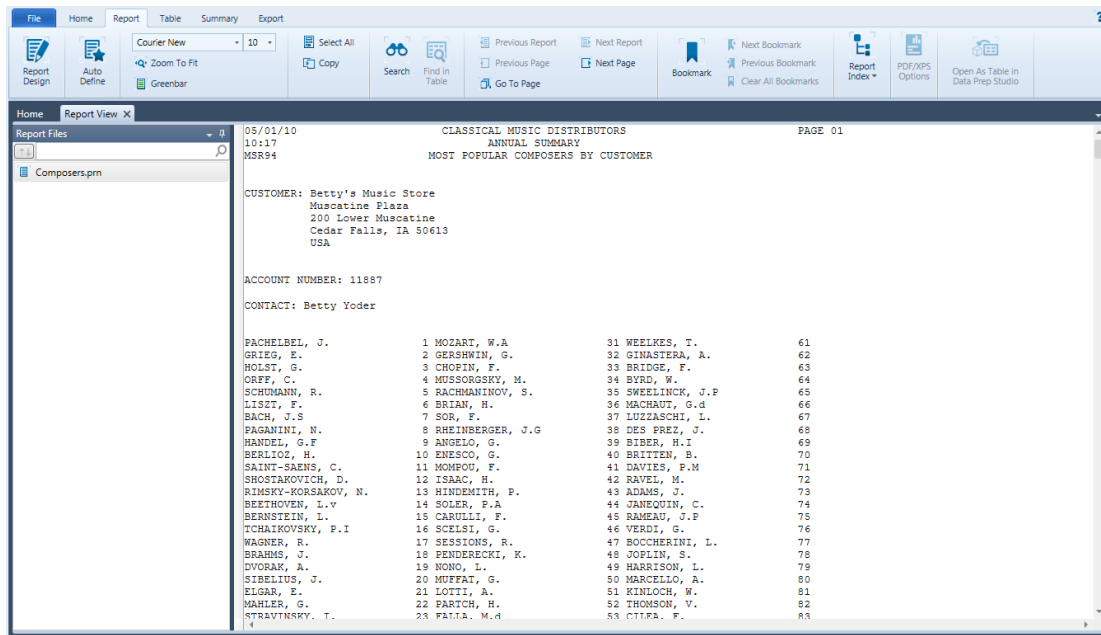 File Home Report Table Summary Export ?
Report Design
Auto Define
Courier New 10
Zoom To Fit
Greenbar
Select All
Copy
Search
Find in Table
Previous Report Next Report
Previous Page Next Page
Go To Page
Bookmark
Next Bookmark
Previous Bookmark
Clear All Bookmarks
Report Index
PDF/XPS Options
Open As Table in Data Prep Studio
Home Report View X
Report Files
Composers.prn
05/01/10 CLASSICAL MUSIC DISTRIBUTORS PAGE 01
10:17 ANNUAL SUMMARY
MSR94 MOST POPULAR COMPOSERS BY CUSTOMER
CUSTOMER: Betty's Music Store
Muscatine Plaza
200 Lower Muscatine
Cedar Falls, IA 50613
USA
ACCOUNT NUMBER: 11887
CONTACT: Betty Yoder
PACHELBEL, J. 1 MOZART, W.A 31 WEELKES, T. 61
GRIEG, E. 2 GERSHWIN, G. 32 GINASTERA, A. 62
HOLST, G. 3 CHOPIN, F. 33 BRIDGE, F. 63
ORFF, C. 4 MUSSORGSKY, M. 34 BYRD, W. 64
SCHUMANN, R. 5 RACHMANINOV, S. 35 SWEELINCK, J.P 65
LISZT, F. 6 BRIAN, H. 36 MACHAUT, G.d 66
BACH, J.S 7 SOR, F. 37 LUZZASCHI, L. 67
PAGANINI, N. 8 RHEINBERGER, J.G 38 DES PREZ, J. 68
HANDEL, G.F 9 ANGELO, G. 39 BIBER, H.I 69
BERLIOZ, H. 10 ENESCO, G. 40 BRITTEN, B. 70
SAINT-SAENS, C. 11 MOMPOU, F. 41 DAVIES, P.M 71
SHOSTAKOVICH, D. 12 ISAAC, H. 42 RAVEL, M. 72
RIMSKY-KORSAKOV, N. 13 HINDEMITH, P. 43 ADAMS, J. 73
BEETHOVEN, L.v 14 SOLER, P.A 44 JANEQUIN, C. 74
BERNSTEIN, L. 15 CARULLI, F. 45 RAMEAU, J.P 75
TCHAIKOVSKY, P.I 16 SCELSI, G. 46 VERDI, G. 76
WAGNER, R. 17 SESSIONS, R. 47 BOCCHERINI, L. 77
BRAHMS, J. 18 PENDERECKI, K. 48 JOPLIN, S. 78
DVORAK, A. 19 NONO, L. 49 HARRISON, L. 79
SIBELIUS, J. 20 MUFFAT, G. 50 MARCELLO, A. 80
ELGAR, E. 21 LOTTI, A. 51 KINLOCH, W. 81
MAHLER, G. 22 PARTCH, H. 52 THOMSON, V. 82
STRAVINSKY, I. 23 FALLA, M.d 53 CILEA, F. 83